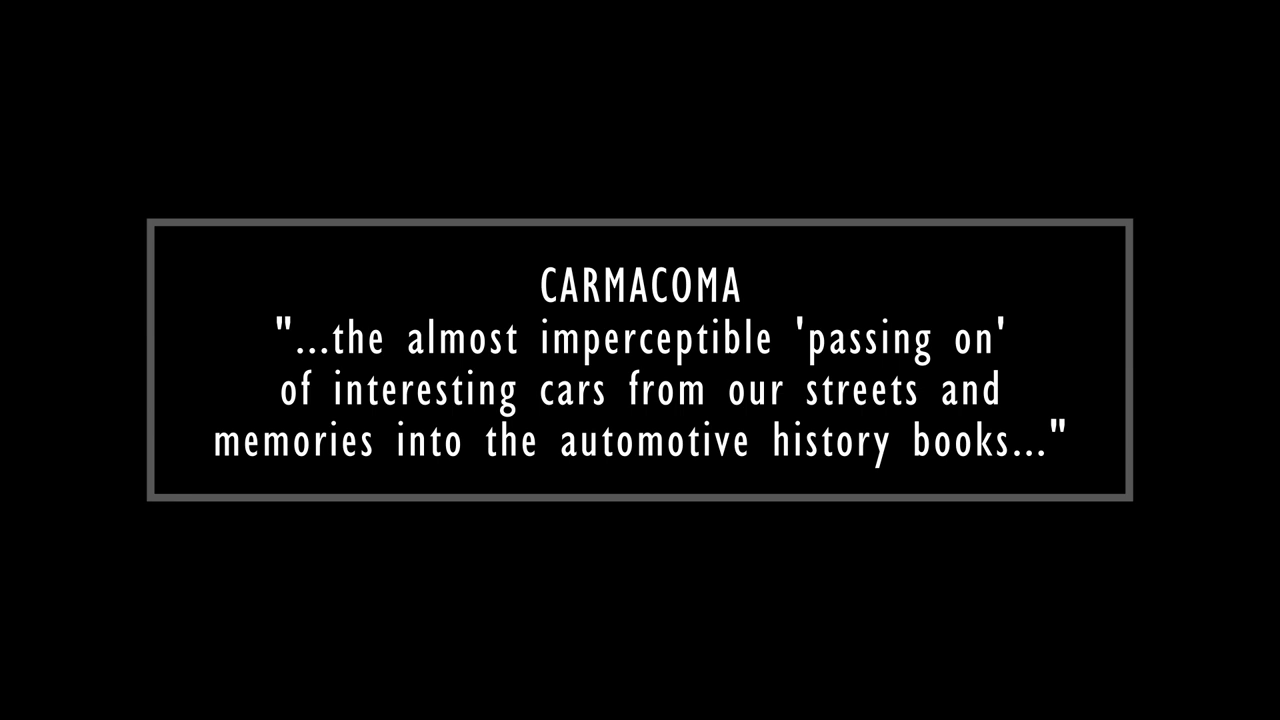 CARMACOMA
"...the almost imperceptible 'passing on'
of interesting cars from our streets and
memories into the automotive history books..."